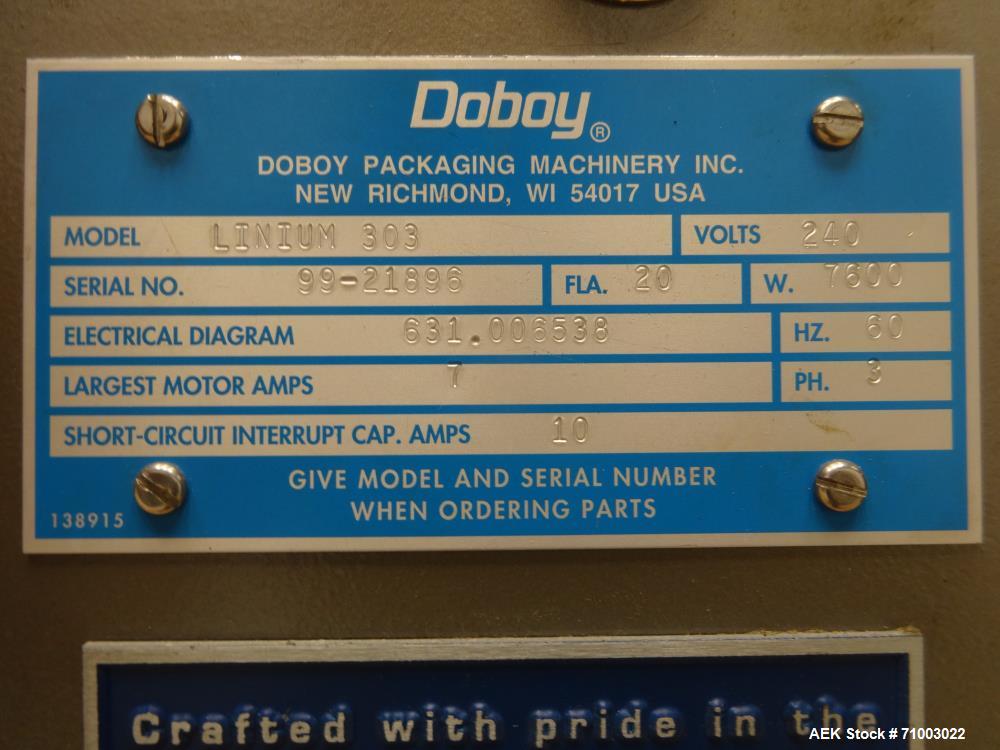 Doboy®
DOBOY PACKAGING MACHINERY INC.
NEW RICHMOND, WI 54017 USA
MODEL LINIUM 303 VOLTS 240
SERIAL NO. 99-21896 FLA. 20 W. 7600
ELECTRICAL DIAGRAM 631.006538 HZ. 60
LARGEST MOTOR AMPS 7 PH. 3
SHORT-CIRCUIT INTERRUPT CAP. AMPS 10
GIVE MODEL AND SERIAL NUMBER
WHEN ORDERING PARTS
138915
Crafted with pride in the
AEK Stock #71003022